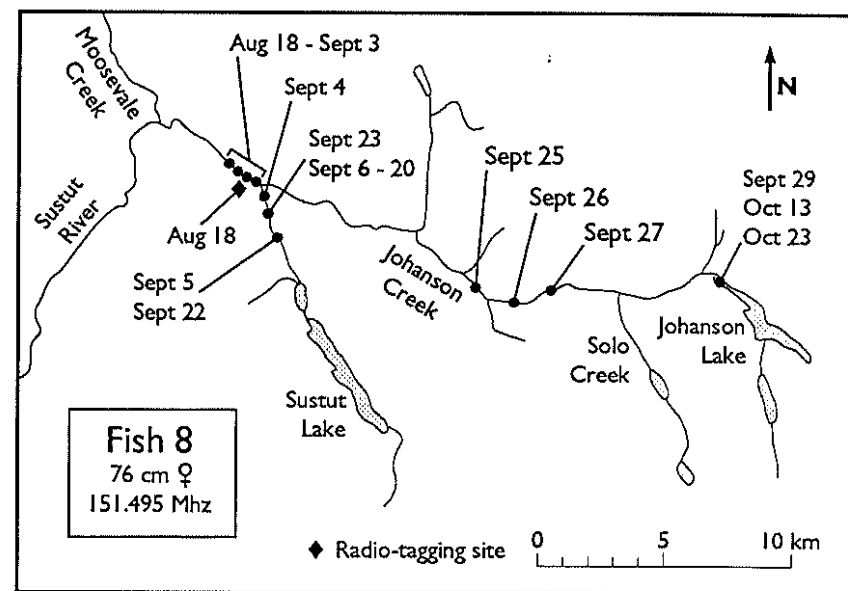 Moosevale
Creek
Aug 18 - Sept 3
Sept 4
N
Sept 23
Sept 6 - 20
Sept 25
Sept 26
Sept 27
Sept 29
Oct 13
Oct 23
Sustut
River
Aug 18
Sept 5
Sept 22
Johanson
Creek
Solo
Creek
Johanson
Lake
Sustut
Lake
Fish 8
76 cm ♀
151.495 Mhz
♦ Radio-tagging site
0 5 10 km